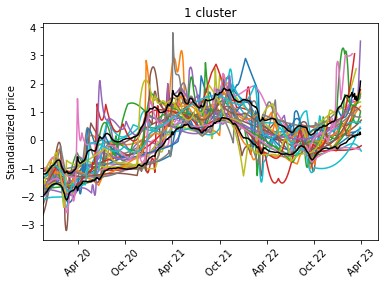 1 cluster
Standardized price
4
3
2
1
0
−1
−2
−3
Apr 20
Oct 20
Apr 21
Oct 21
Apr 22
Oct 22
Apr 23